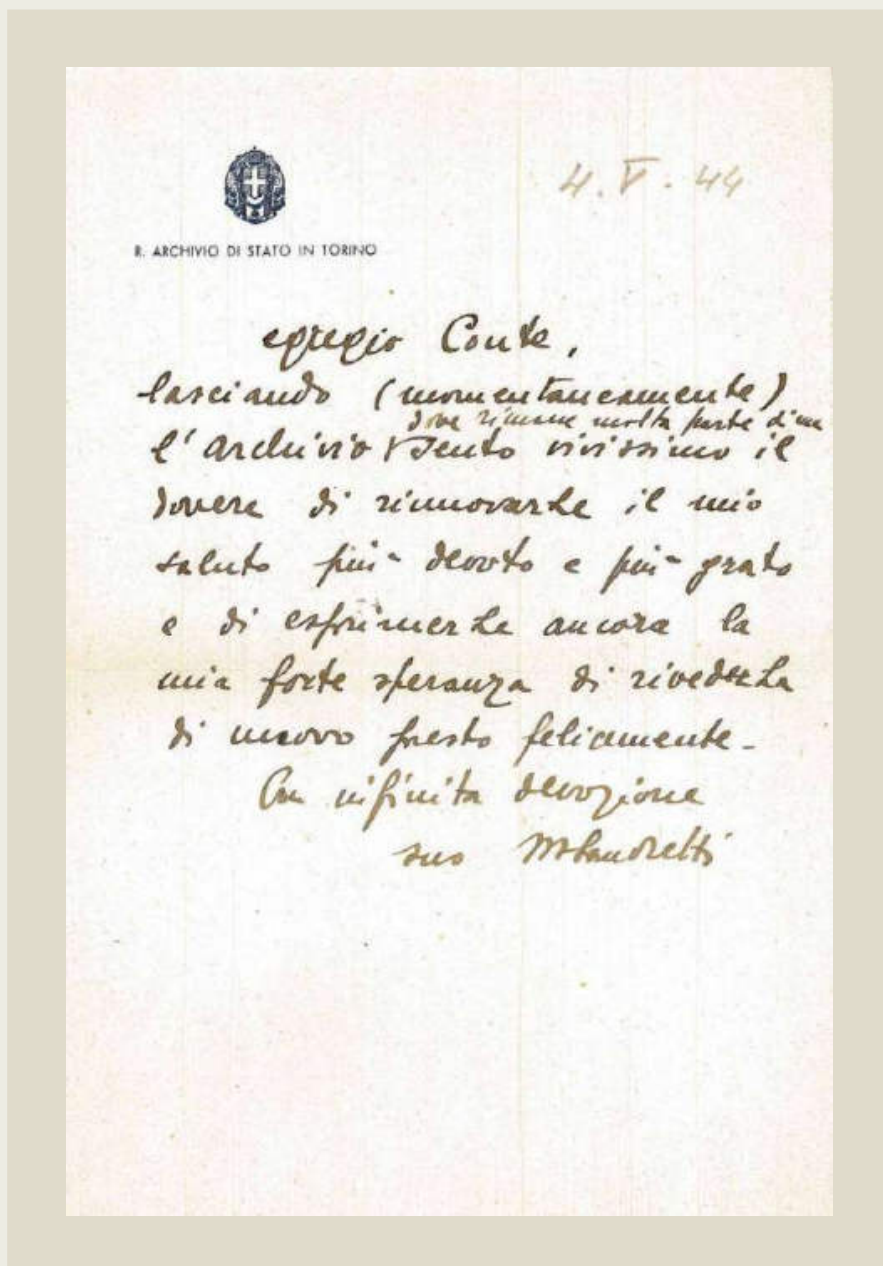 4. V. 44
R. ARCHIVIO DI STATO IN TORINO
egregio Conte,
lasciando (momentaneamente)
dove rimane molta parte di me
l'archivio sento vivissimo il
dovere di rinnovarLe il mio
saluto più devoto e più grato
e di esprimerLe ancora la
mia forte speranza di rivederLa
di nuovo presto felicemente.
Con infinita devozione
suo